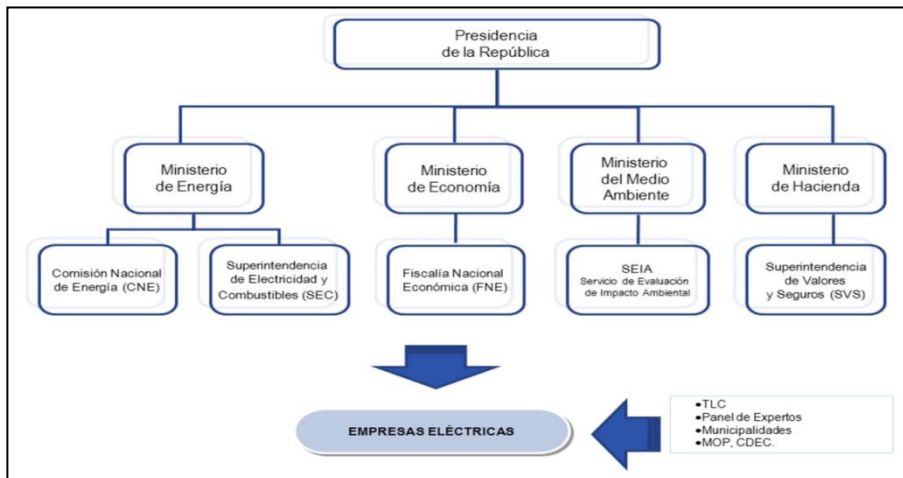 Presidencia
de la República
Ministerio
de Energía
Ministerio
de Economía
Ministerio
del Medio
Ambiente
Ministerio
de Hacienda
Comisión Nacional
de Energía (CNE)
Superintendencia
de Electricidad y
Combustibles (SEC)
Fiscalía Nacional
Económica (FNE)
SEIA
Servicio de Evaluación
de Impacto Ambiental
Superintendencia
de Valores
y Seguros (SVS)
EMPRESAS ELÉCTRICAS
•TLC
•Panel de Expertos
•Municipalidades
•MOP, CDEC.